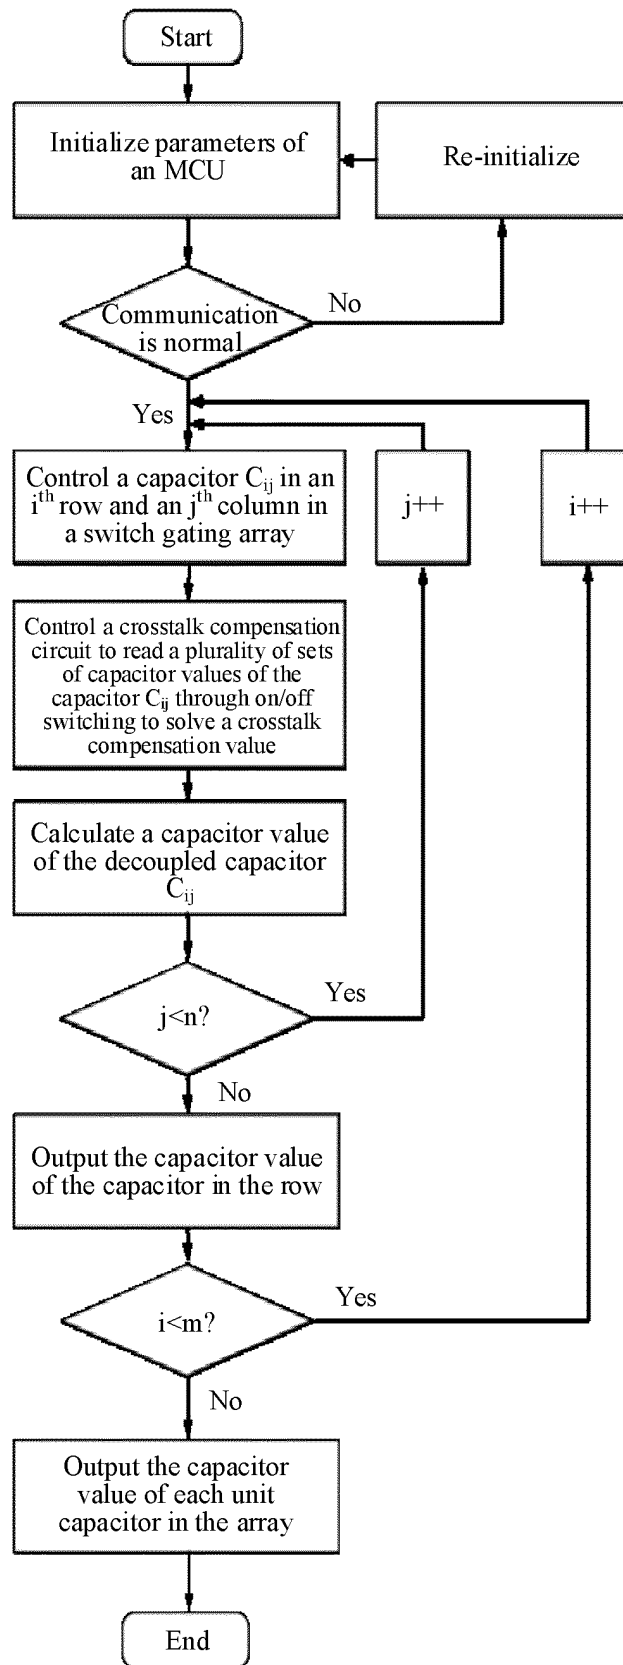 Start
Initialize parameters of
an MCU
Re-initialize
Communication
is normal
No
Yes
Control a capacitor Cij in an
ith row and an jth column in
a switch gating array
j++
i++
Control a crosstalk compensation
circuit to read a plurality of sets
of capacitor values of the
capacitor Cij through on/off
switching to solve a crosstalk
compensation value
Calculate a capacitor value
of the decoupled capacitor
Cij
j<n?
Yes
No
Output the capacitor value
of the capacitor in the row
i<m?
Yes
No
Output the capacitor
value of each unit
capacitor in the array
End